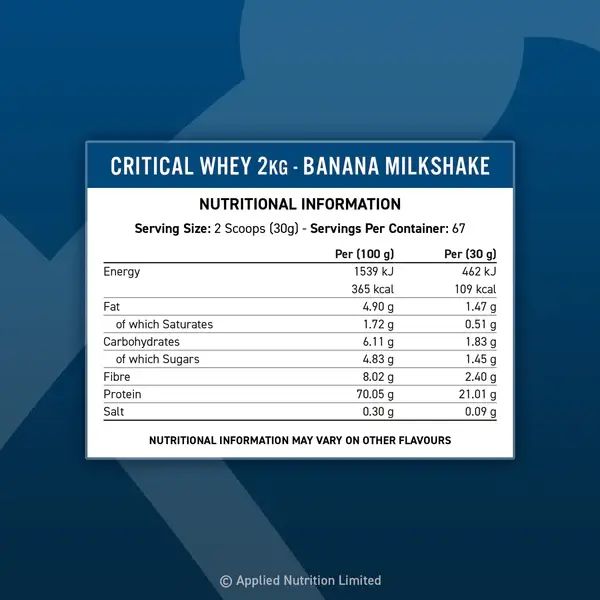 CRITICAL WHEY 2KG - BANANA MILKSHAKE
NUTRITIONAL INFORMATION
Serving Size: 2 Scoops (30g) - Servings Per Container: 67
Per (100 g) Per (30 g)
Energy 1539 kJ 462 kJ
365 kcal 109 kcal
Fat 4.90 g 1.47 g
of which Saturates 1.72 g 0.51 g
Carbohydrates 6.11 g 1.83 g
of which Sugars 4.83 g 1.45 g
Fibre 8.02 g 2.40 g
Protein 70.05 g 21.01 g
Salt 0.30 g 0.09 g
NUTRITIONAL INFORMATION MAY VARY ON OTHER FLAVOURS
© Applied Nutrition Limited